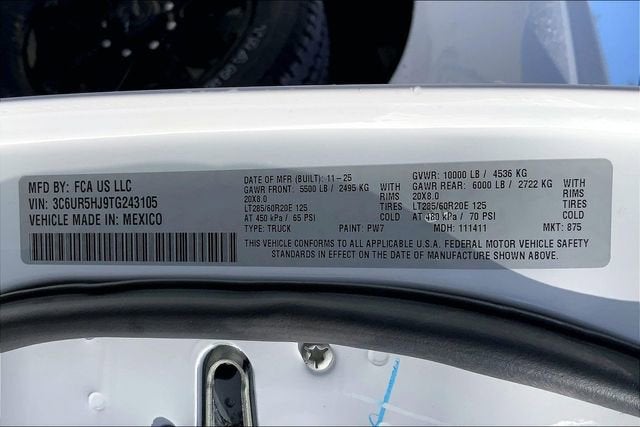 MFD BY: FCA US LLC
VIN: 3C6UR5HJ9TG243105
VEHICLE MADE IN: MEXICO
DATE OF MFR (BUILT): 11-25
GAWR FRONT: 5500 LB / 2495 KG WITH
20X8.0 RIMS
LT285/60R20E 125 TIRES
AT 450 kPa / 65 PSI COLD
TYPE: TRUCK PAINT: PW7
GVWR: 10000 LB / 4536 KG
GAWR REAR: 6000 LB / 2722 KG WITH
20X8.0 RIMS
LT285/60R20E 125 TIRES
AT 480 kPa / 70 PSI COLD
MDH: 111411 MKT: 875
THIS VEHICLE CONFORMS TO ALL APPLICABLE U.S.A. FEDERAL MOTOR VEHICLE SAFETY
STANDARDS IN EFFECT ON THE DATE OF MANUFACTURE SHOWN ABOVE.